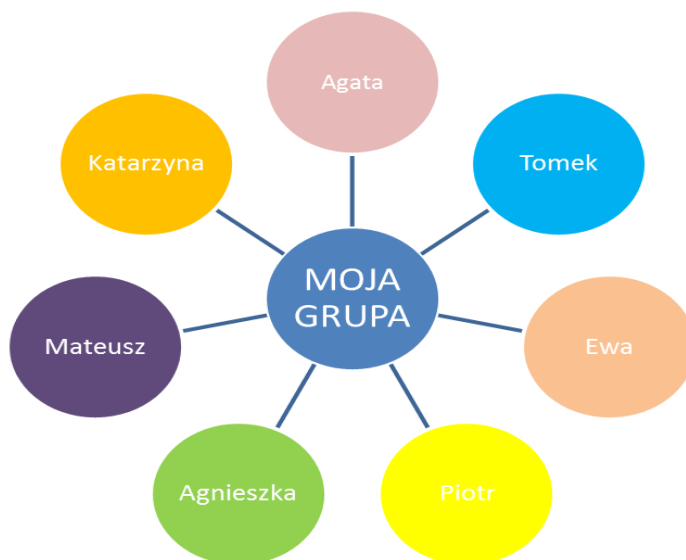 Agata
Katarzyna
Tomek
MOJA
GRUPA
Mateusz
Ewa
Agnieszka
Piotr